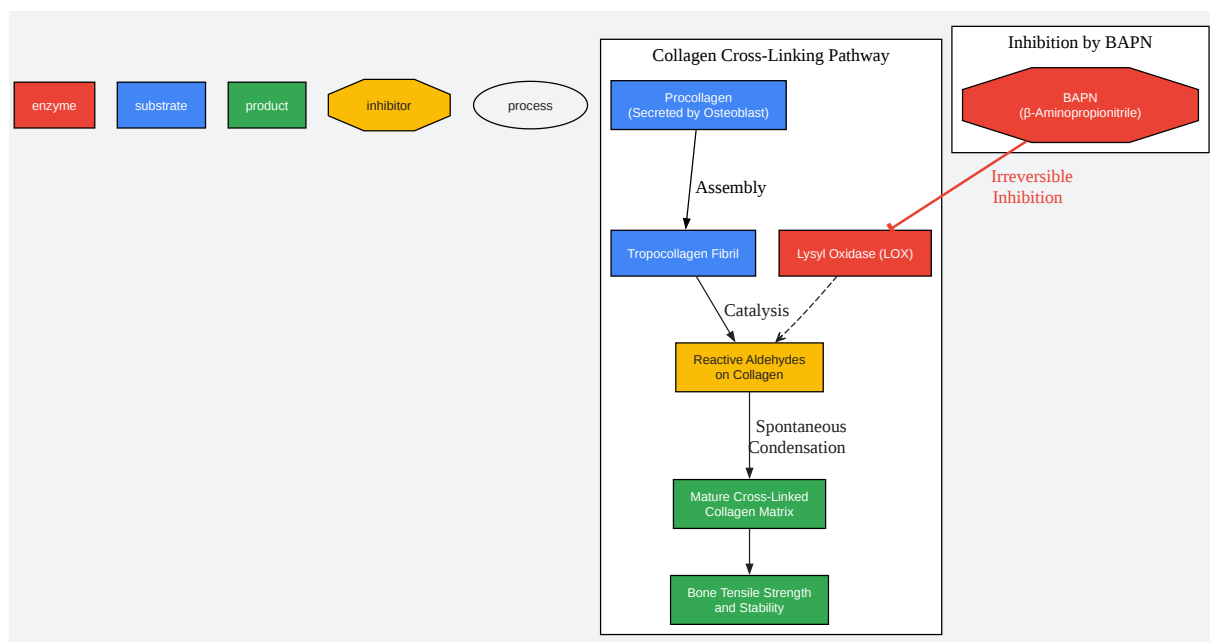 enzyme
substrate
product
inhibitor
process
Collagen Cross-Linking Pathway
Procollagen
(Secreted by Osteoblast)
Assembly
Tropocollagen Fibril
Lysyl Oxidase (LOX)
Catalysis
Reactive Aldehydes
on Collagen
Spontaneous
Condensation
Mature Cross-Linked
Collagen Matrix
Bone Tensile Strength
and Stability
Inhibition by BAPN
BAPN
(β-Aminopropionitrile)
Irreversible
Inhibition